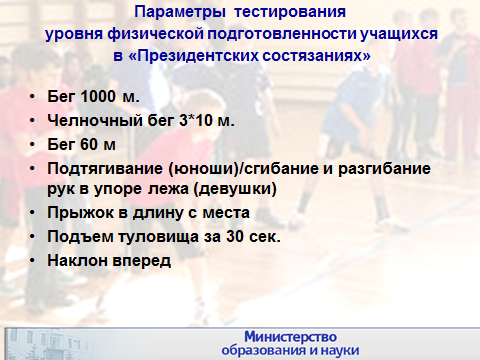 Параметры тестирования
уровня физической подготовленности учащихся
в «Президентских состязаниях»
• Бег 1000 м.
• Челночный бег 3*10 м.
• Бег 60 м
• Подтягивание (юноши)/сгибание и разгибание
рук в упоре лежа (девушки)
• Прыжок в длину с места
• Подъем туловища за 30 сек.
• Наклон вперед
Министерство
образования и науки